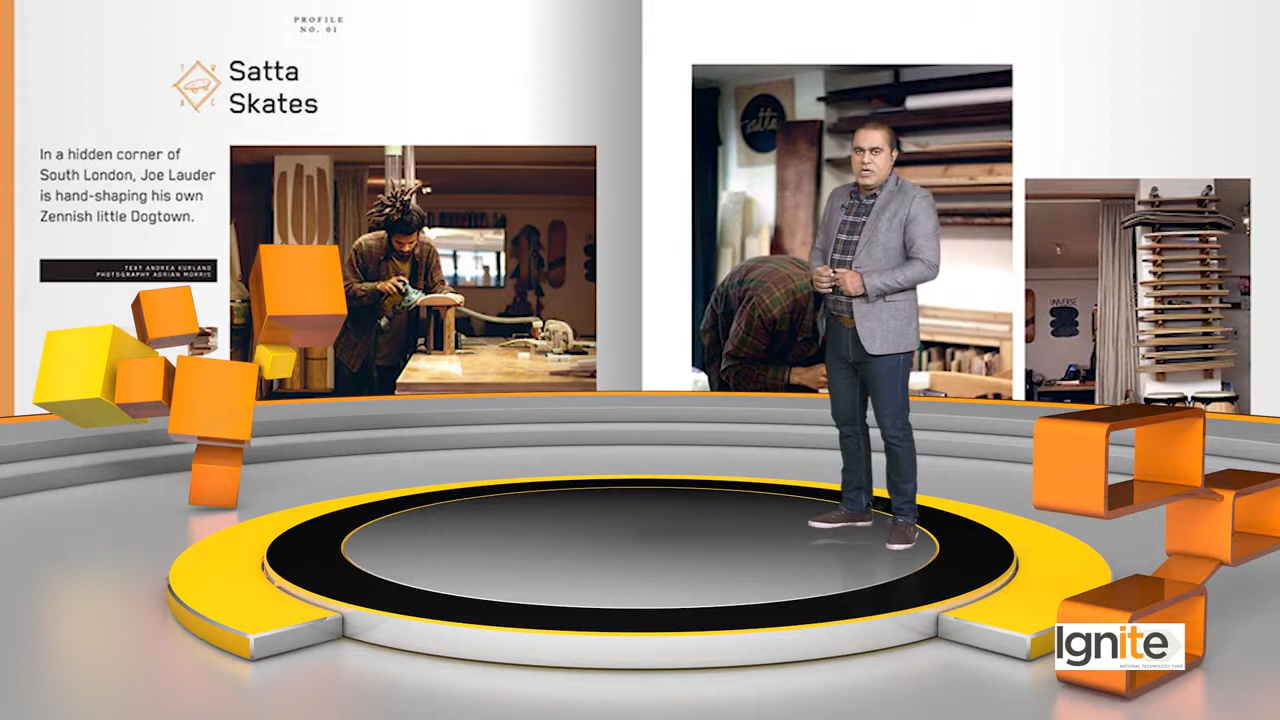 PROFILE
NO. 01
Satta
Skates
T W
A C
In a hidden corner of
South London, Joe Lauder
is hand-shaping his own
Zennish little Dogtown.
TEXT ANDREA KURLAND
PHOTOGRAPHY ADRIAN MORRIS
satta
UNIVERSE
Ignite
NATIONAL TECHNOLOGY FUND